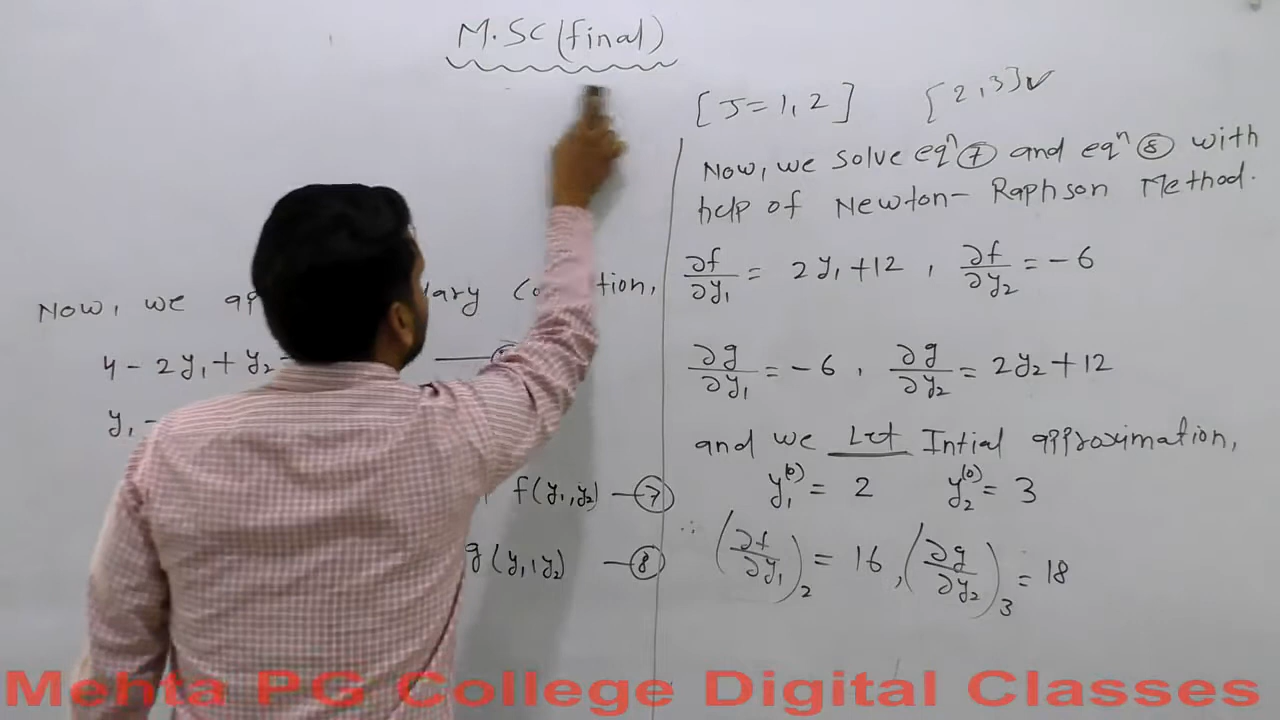 M.SC (final)
[J = 1, 2] [2, 3] ✓
Now, we solve eqⁿ ⑦ and eqⁿ ⑧ with
help of Newton- Raphson Method.
∂f/∂y₁ = 2y₁ + 12 , ∂f/∂y₂ = - 6
∂g/∂y₁ = - 6 , ∂g/∂y₂ = 2y₂ + 12
and we Let Intial approximation,
y₁⁽⁰⁾ = 2 y₂⁽⁰⁾ = 3
∴ (∂f/∂y₁)₂ = 16 , (∂g/∂y₂)₃ = 18
Now, we
4 - 2y₁ + y₂
y₁ -
f(y₁, y₂) — ⑦
g(y₁, y₂) — ⑧
Mehta PG College Digital Classes